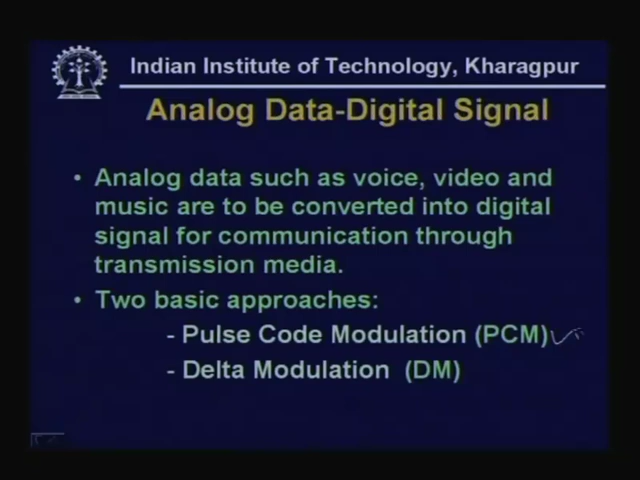 Indian Institute of Technology, Kharagpur
Analog Data-Digital Signal
• Analog data such as voice, video and
music are to be converted into digital
signal for communication through
transmission media.
• Two basic approaches:
- Pulse Code Modulation (PCM)
- Delta Modulation (DM)